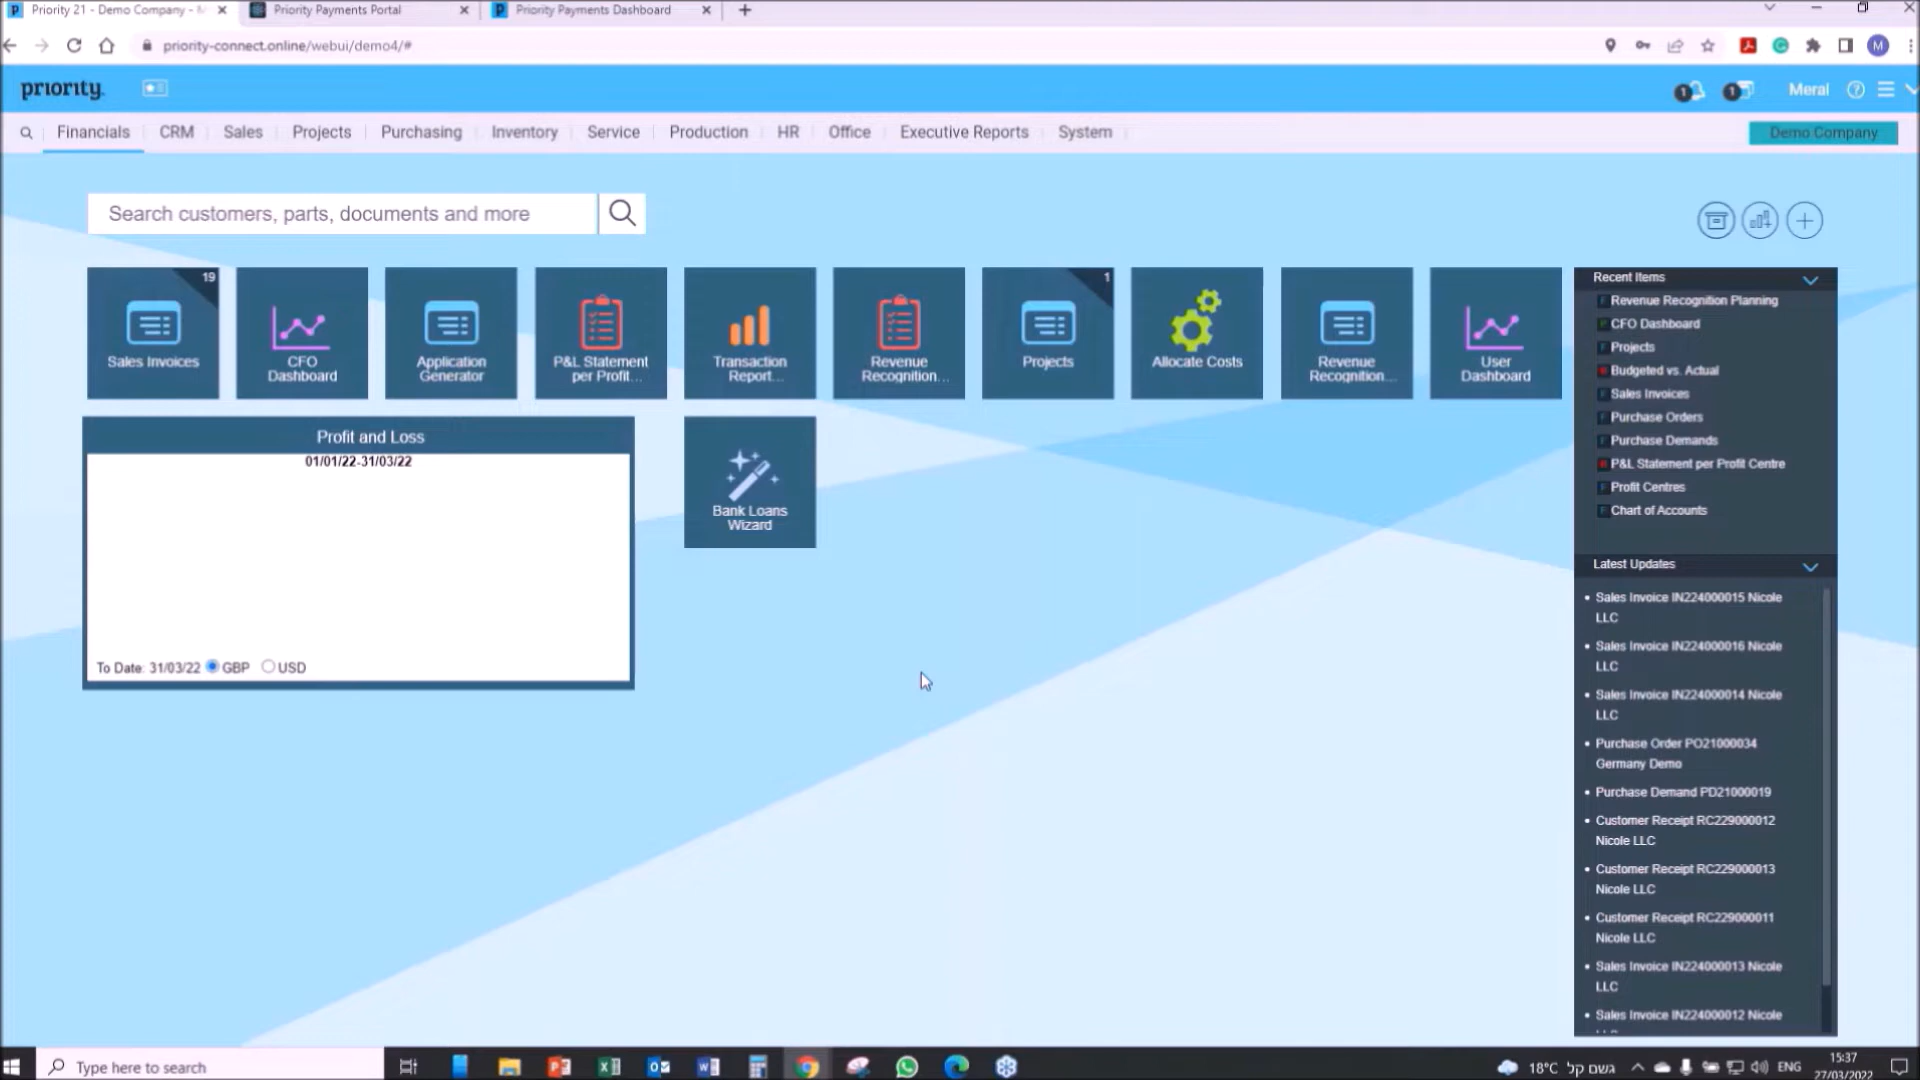 Priority 21 - Demo Company -
Priority Payments Portal
Priority Payments Dashboard
priority-connect.online/webui/demo4/#
M
priority
1
1
Meral
Financials
CRM
Sales
Projects
Purchasing
Inventory
Service
Production
HR
Office
Executive Reports
System
Demo Company
Search customers, parts, documents and more
19
Sales Invoices
CFO
Dashboard
Application
Generator
P&L Statement
per Profit...
Transaction
Report...
Revenue
Recognition...
1
Projects
Allocate Costs
Revenue
Recognition...
User
Dashboard
Profit and Loss
01/01/22-31/03/22
To Date: 31/03/22 GBP USD
Bank Loans
Wizard
Recent Items
Revenue Recognition Planning
CFO Dashboard
Projects
Budgeted vs. Actual
Sales Invoices
Purchase Orders
Purchase Demands
P&L Statement per Profit Centre
Profit Centres
Chart of Accounts
Latest Updates
• Sales Invoice IN224000015 Nicole
LLC
• Sales Invoice IN224000016 Nicole
LLC
• Sales Invoice IN224000014 Nicole
LLC
• Purchase Order PO21000034
Germany Demo
• Purchase Demand PD21000019
• Customer Receipt RC229000012
Nicole LLC
• Customer Receipt RC229000013
Nicole LLC
• Customer Receipt RC229000011
Nicole LLC
• Sales Invoice IN224000013 Nicole
LLC
• Sales Invoice IN224000012 Nicole
Type here to search
18°C גשם קל
ENG
15:37
27/03/2022